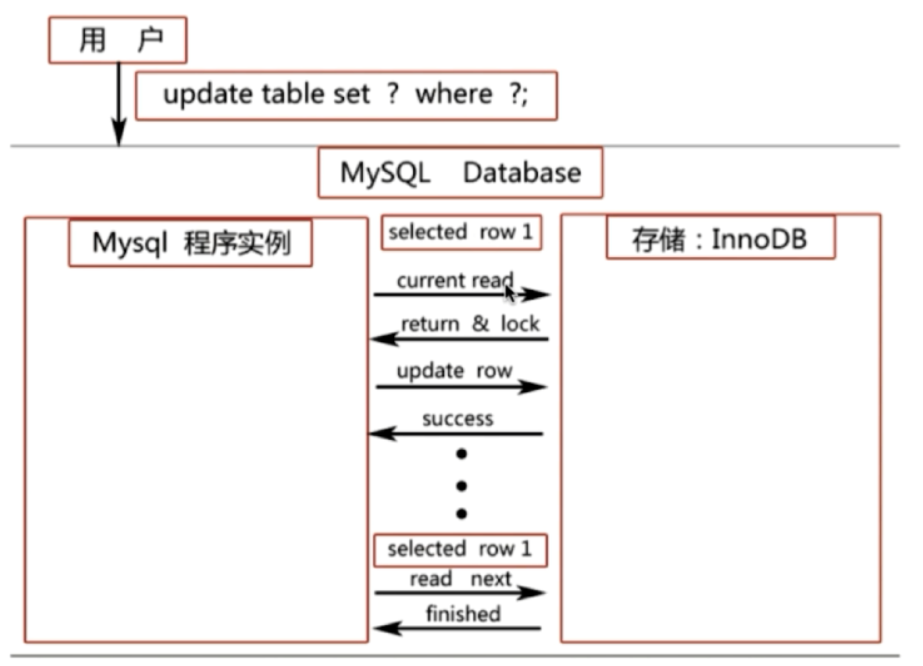 用 户
update table set ? where ?;
MySQL Database
Mysql 程序实例
selected row 1
存储：InnoDB
current read
return & lock
update row
success
selected row 1
read next
finished